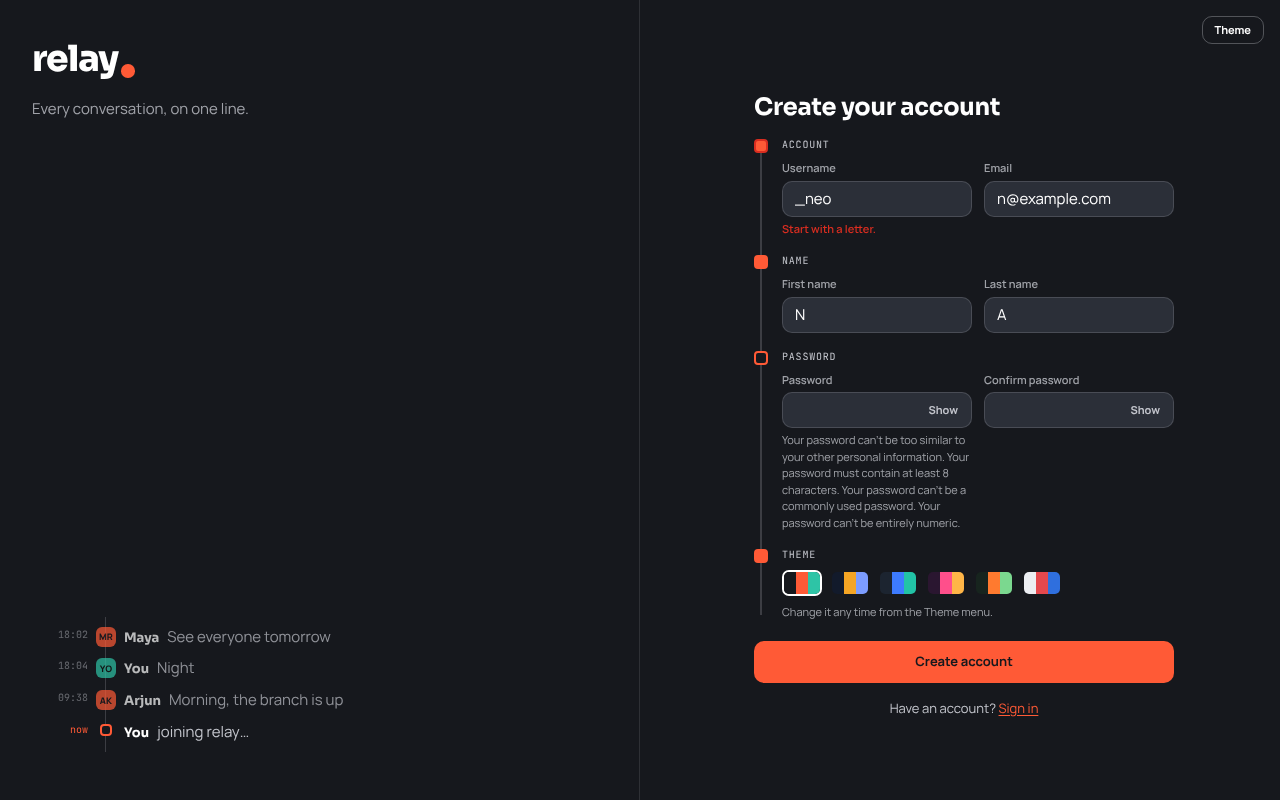 relay.
Every conversation, on one line.
18:02 MR Maya See everyone tomorrow
18:04 YO You Night
09:38 AK Arjun Morning, the branch is up
now You joining relay…
Theme
Create your account
ACCOUNT
Username Email
_neo n@example.com
Start with a letter.
NAME
First name Last name
N A
PASSWORD
Password Confirm password
Show Show
Your password can't be too similar to
your other personal information. Your
password must contain at least 8
characters. Your password can't be a
commonly used password. Your
password can't be entirely numeric.
THEME
Change it any time from the Theme menu.
Create account
Have an account? Sign in